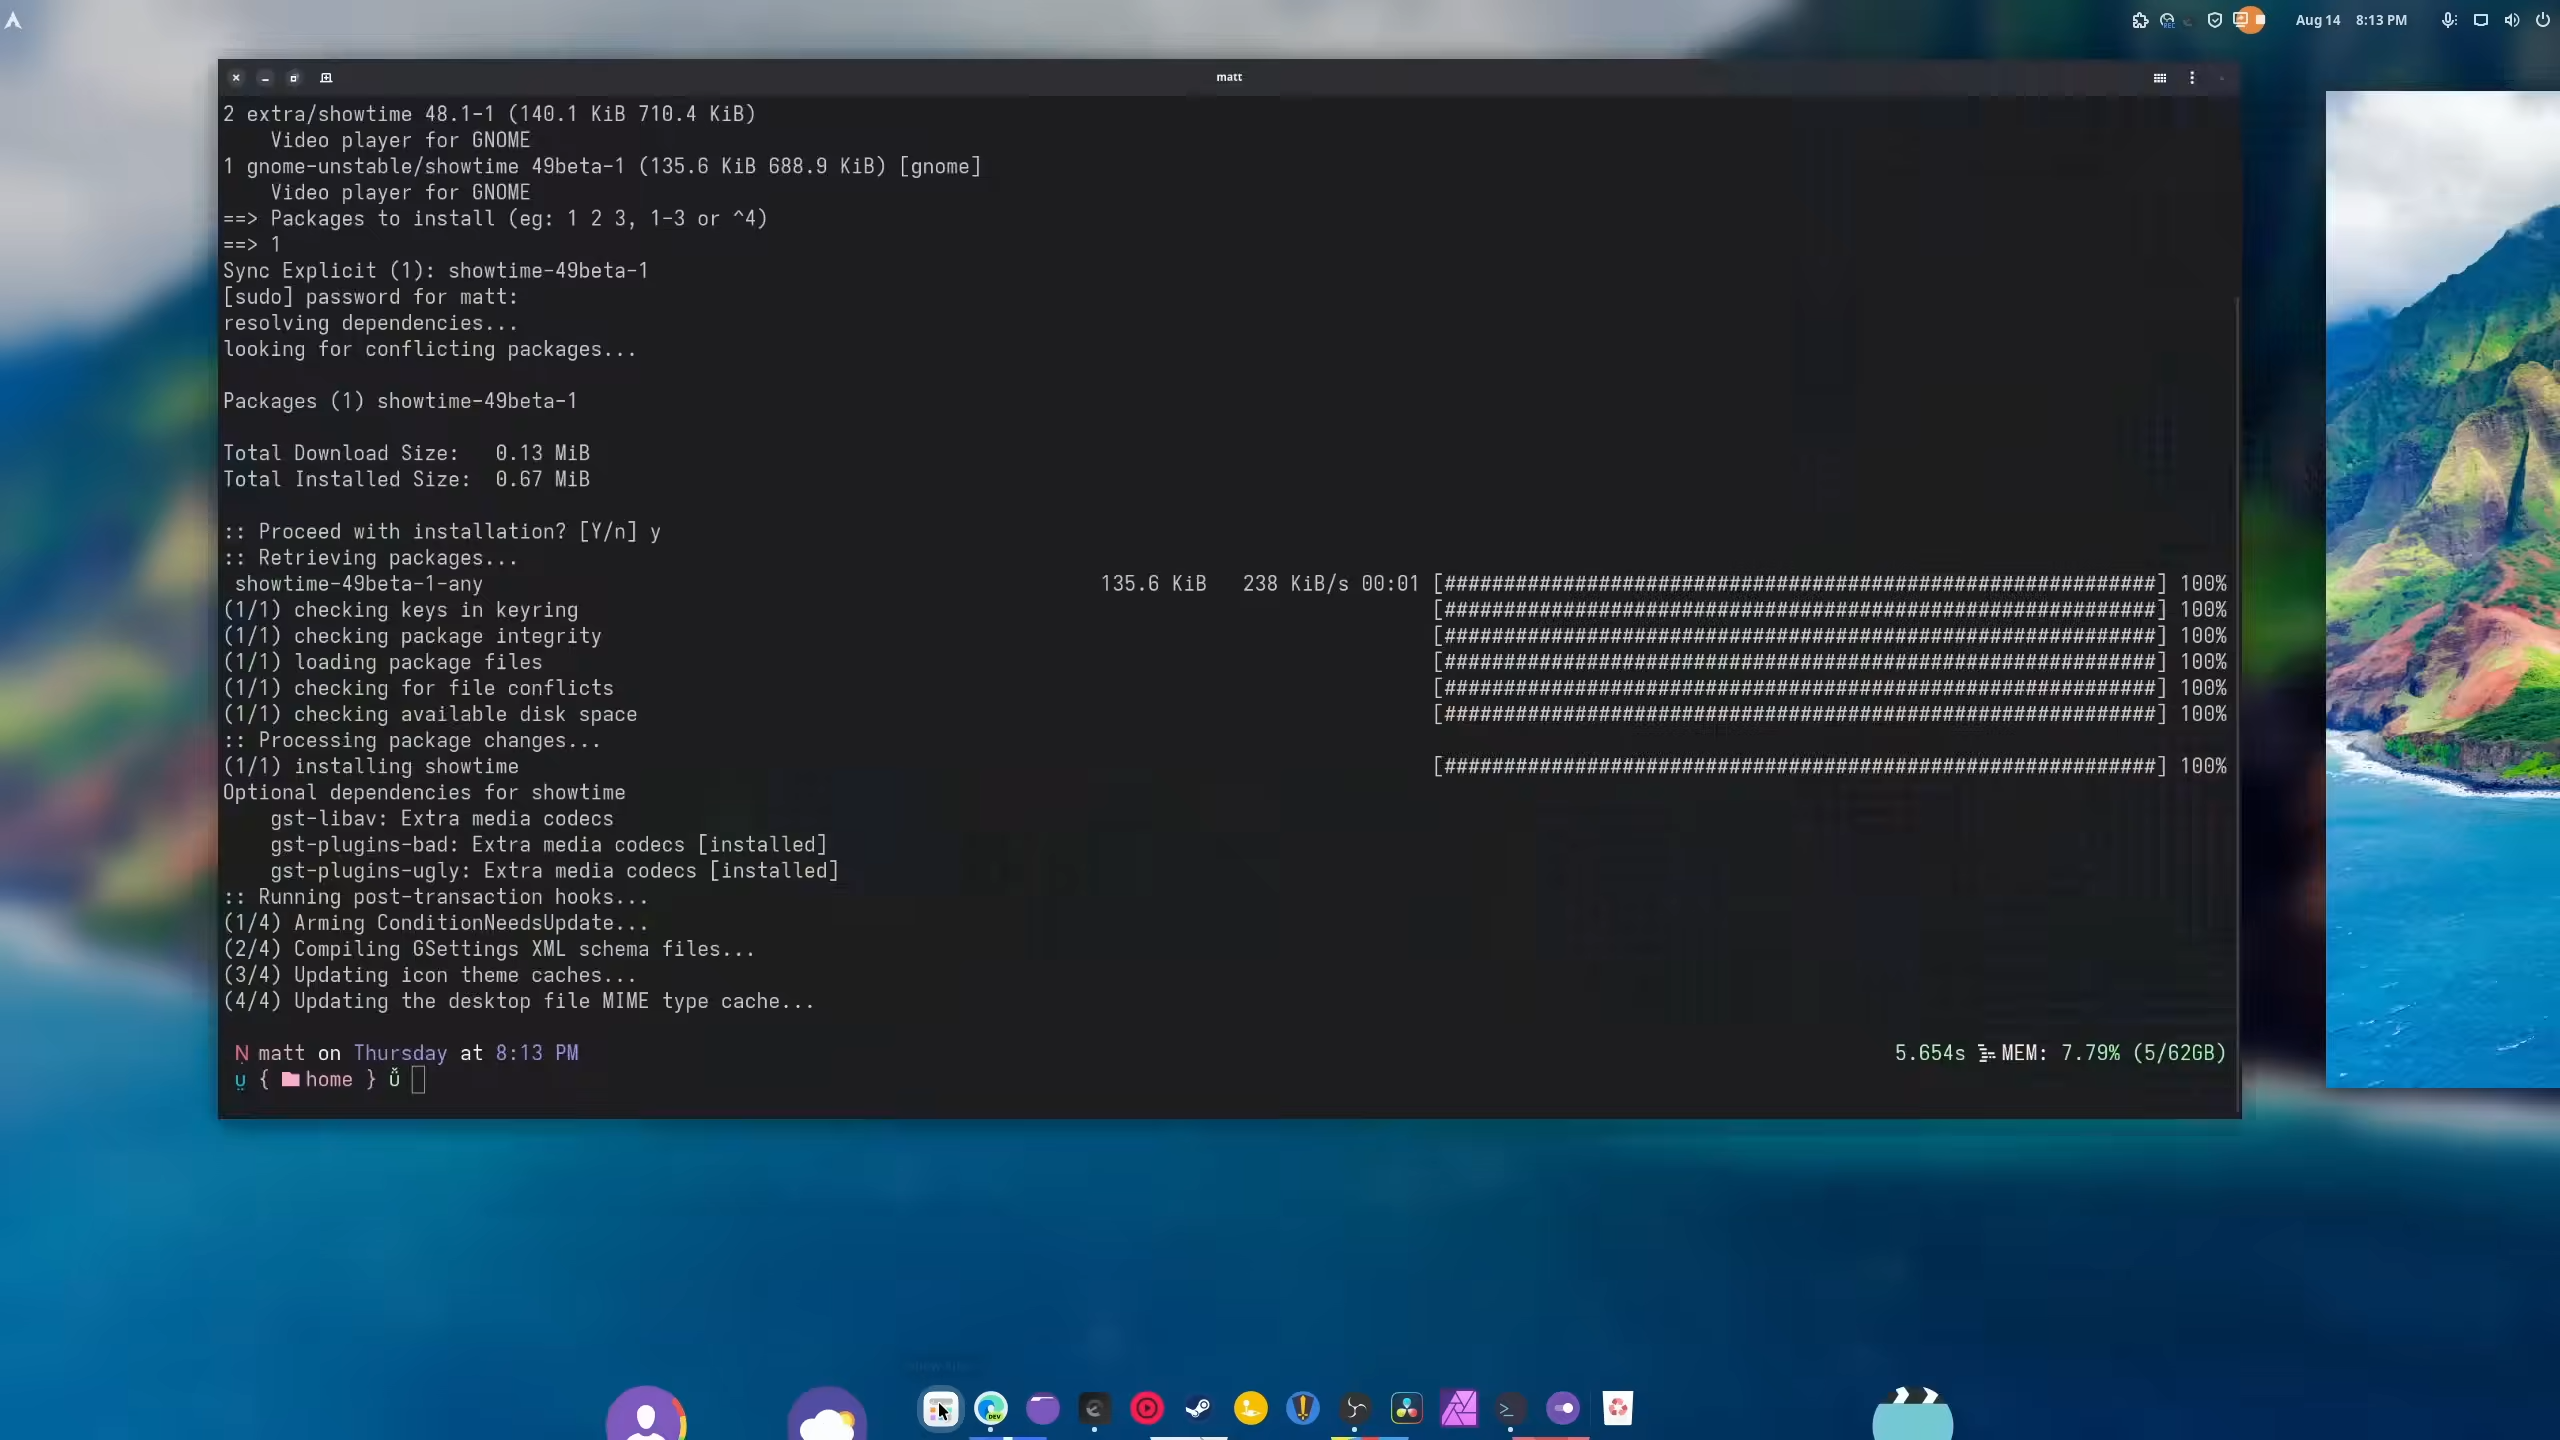 Aug 14 8:13 PM
matt
2 extra/showtime 48.1-1 (140.1 KiB 710.4 KiB)
Video player for GNOME
1 gnome-unstable/showtime 49beta-1 (135.6 KiB 688.9 KiB) [gnome]
Video player for GNOME
==> Packages to install (eg: 1 2 3, 1-3 or ^4)
==> 1
Sync Explicit (1): showtime-49beta-1
[sudo] password for matt:
resolving dependencies...
looking for conflicting packages...
Packages (1) showtime-49beta-1
Total Download Size: 0.13 MiB
Total Installed Size: 0.67 MiB
:: Proceed with installation? [Y/n] y
:: Retrieving packages...
showtime-49beta-1-any 135.6 KiB 238 KiB/s 00:01 [############################################################] 100%
(1/1) checking keys in keyring [############################################################] 100%
(1/1) checking package integrity [############################################################] 100%
(1/1) loading package files [############################################################] 100%
(1/1) checking for file conflicts [############################################################] 100%
(1/1) checking available disk space [############################################################] 100%
:: Processing package changes...
(1/1) installing showtime [############################################################] 100%
Optional dependencies for showtime
gst-libav: Extra media codecs
gst-plugins-bad: Extra media codecs [installed]
gst-plugins-ugly: Extra media codecs [installed]
:: Running post-transaction hooks...
(1/4) Arming ConditionNeedsUpdate...
(2/4) Compiling GSettings XML schema files...
(3/4) Updating icon theme caches...
(4/4) Updating the desktop file MIME type cache...
matt on Thursday at 8:13 PM 5.654s MEM: 7.79% (5/62GB)
{ home }
DEV